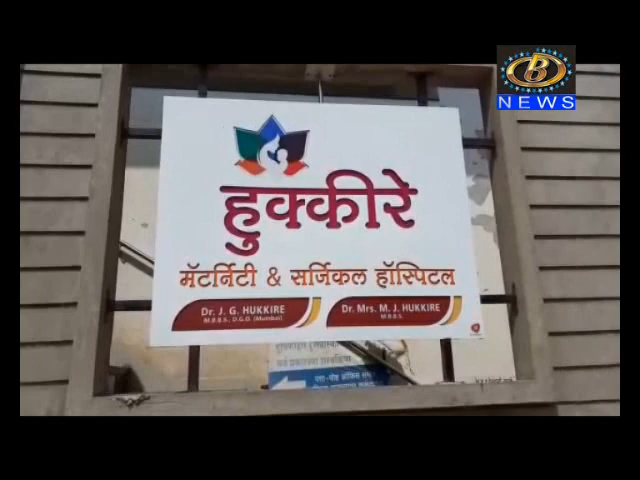 B
NEWS
हुक्कीरे
मॅटर्निटी & सर्जिकल हॉस्पिटल
Dr. J. G. HUKKIRE
M.B.B.S., D.G.O. (Mumbai)
Dr. Mrs. M. J. HUKKIRE
M.B.B.S.